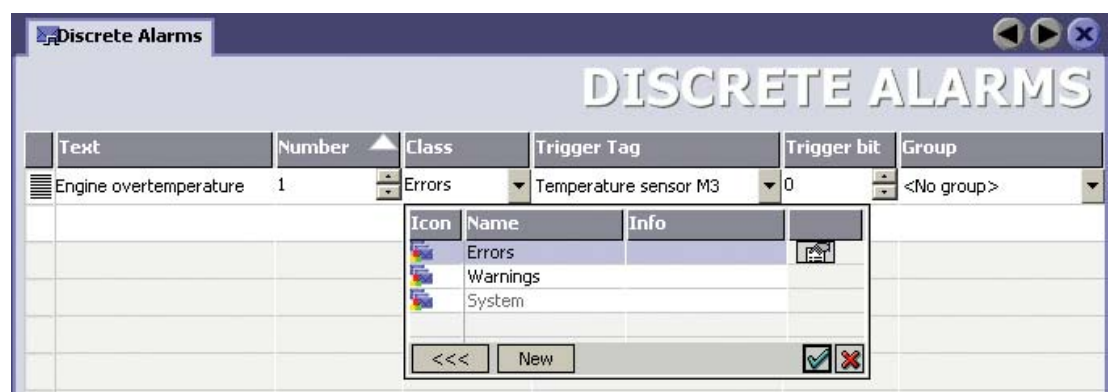 Discrete Alarms
DISCRETE ALARMS
Text Number Class Trigger Tag Trigger bit Group
Engine overtemperature 1 Errors Temperature sensor M3 0 <No group>
Icon Name Info
Errors
Warnings
System
<<< New